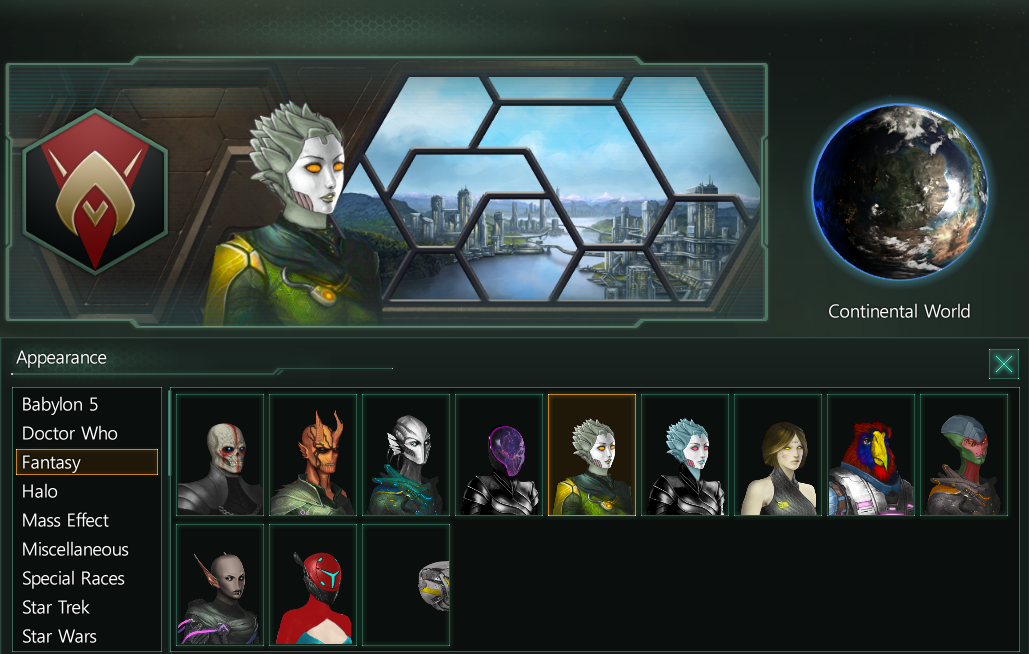 Continental World
Appearance
Babylon 5
Doctor Who
Fantasy
Halo
Mass Effect
Miscellaneous
Special Races
Star Trek
Star Wars